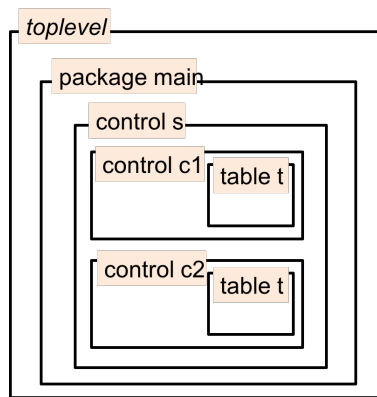 toplevel
package main
control s
control c1
table t
control c2
table t